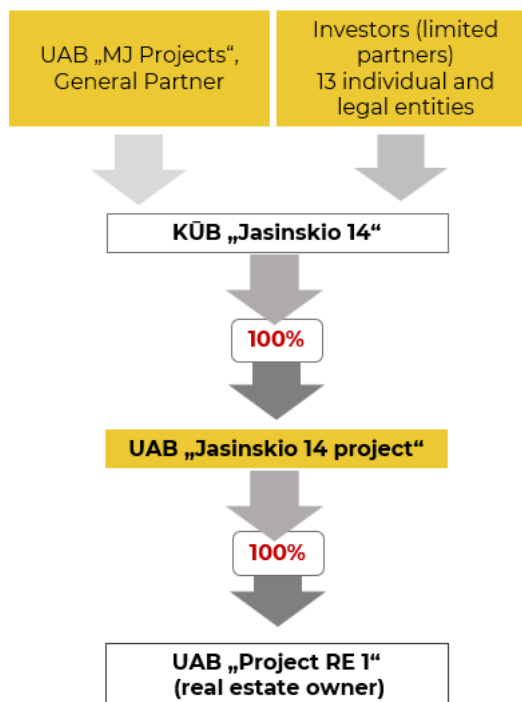 UAB „MJ Projects“,
General Partner
Investors (limited
partners)
13 individual and
legal entities
KŪB „Jasinskio 14“
100%
UAB „Jasinskio 14 project“
100%
UAB „Project RE 1“
(real estate owner)